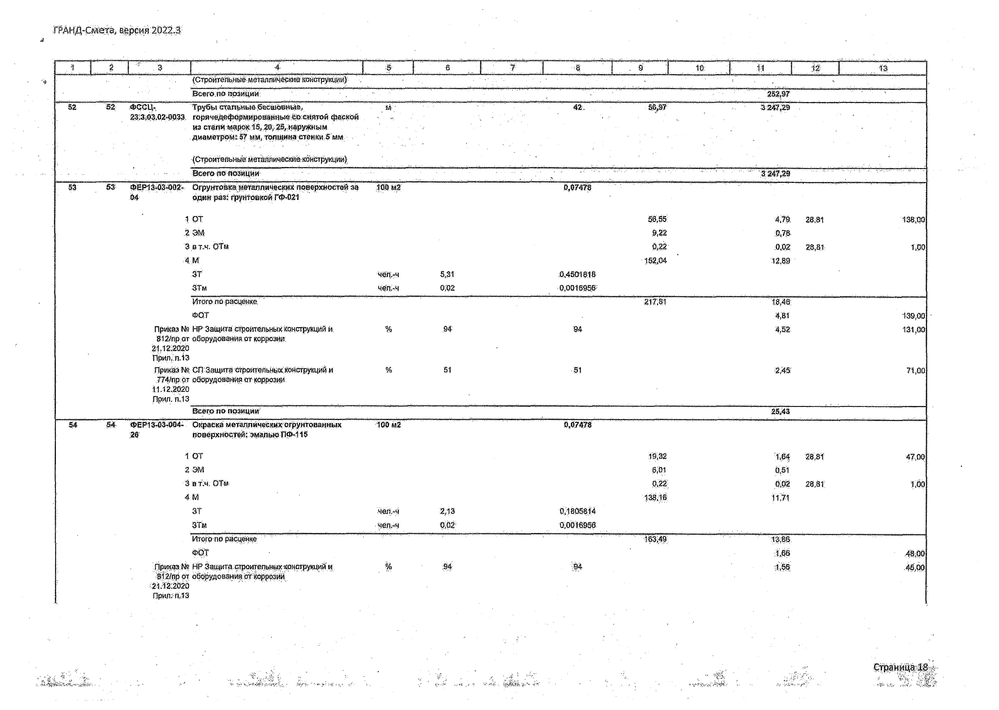 ГРАНД-Смета, версия 2022.3
1 2 3 4 5 6 7 8 9 10 11 12 13
(Строительные металлические конструкции)
Всего по позиции 252,97
52 52 ФССЦ- Трубы стальные бесшовные, м 42 56,97 3 247,29
23.3.03.02-0033 горячедеформированные со снятой фаской
из стали марок 15, 20, 25, наружным
диаметром: 57 мм, толщина стенки 5 мм
(Строительные металлические конструкции)
Всего по позиции 3 247,29
53 53 ФЕР13-03-002- Огрунтовка металлических поверхностей за 100 м2 0,07478
04 один раз: грунтовкой ГФ-021
1 ОТ 56,55 4,79 28,81 138,00
2 ЭМ 9,22 0,78
3 в т.ч. ОТм 0,22 0,02 28,81 1,00
4 М 152,04 12,89
ЗТ чел.-ч 5,31 0,4501818
ЗТм чел.-ч 0,02 0,0016956
Итого по расценке 217,81 18,46
ФОТ 4,81 139,00
Приказ № НР Защита строительных конструкций и % 94 94 4,52 131,00
812/пр от оборудования от коррозии
21.12.2020
Прил. п.13
Приказ № СП Защита строительных конструкций и % 51 51 2,45 71,00
774/пр от оборудования от коррозии
11.12.2020
Прил. п.13
Всего по позиции 25,43
54 54 ФЕР13-03-004- Окраска металлических огрунтованных 100 м2 0,07478
26 поверхностей: эмалью ПФ-115
1 ОТ 19,32 1,64 28,81 47,00
2 ЭМ 6,01 0,51
3 в т.ч. ОТм 0,22 0,02 28,81 1,00
4 М 138,16 11,71
ЗТ чел.-ч 2,13 0,1805814
ЗТм чел.-ч 0,02 0,0016956
Итого по расценке 163,49 13,86
ФОТ 1,66 48,00
Приказ № НР Защита строительных конструкций и % 94 94 1,56 45,00
812/пр от оборудования от коррозии
21.12.2020
Прил. п.13
Страница 18